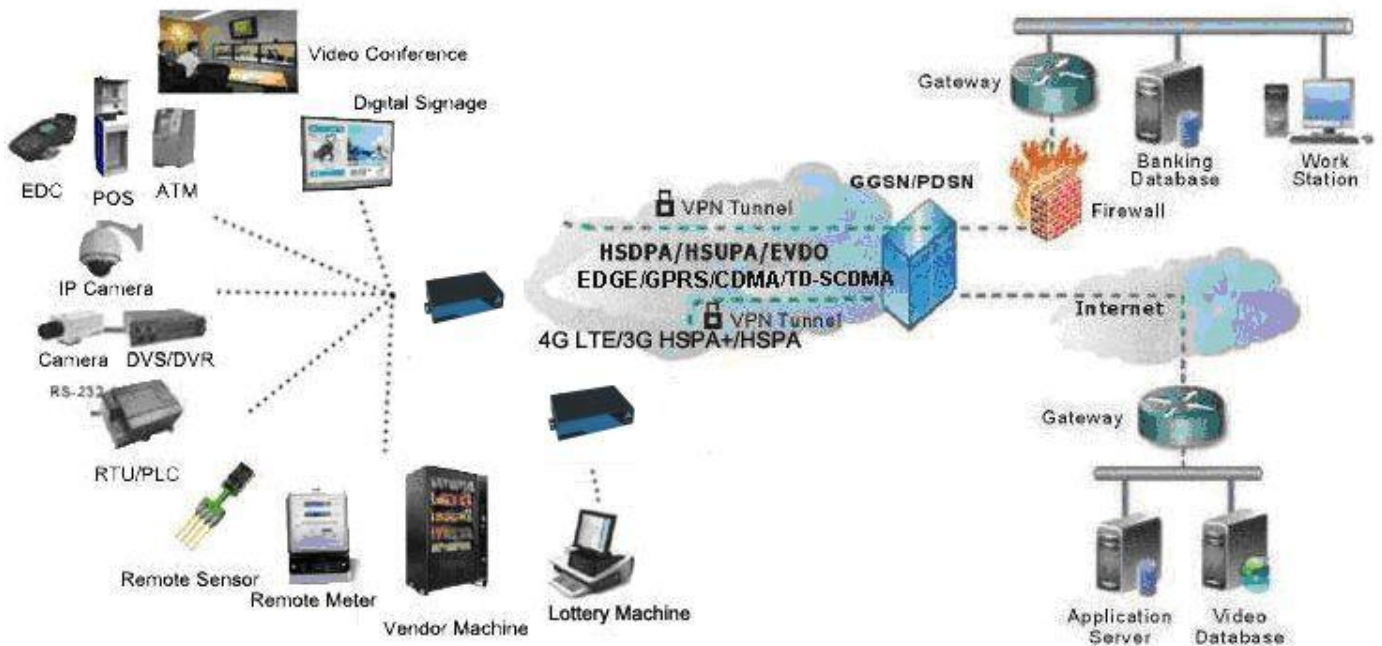 Video Conference
Digital Signage
EDC
POS
ATM
IP Camera
Camera
DVS/DVR
RS-232
RTU/PLC
Remote Sensor
Remote Meter
Vendor Machine
Lottery Machine
VPN Tunnel
HSDPA/HSUPA/EVDO
EDGE/GPRS/CDMA/TD-SCDMA
VPN Tunnel
4G LTE/3G HSPA+/HSPA
GGSN/PDSN
Gateway
Firewall
Banking
Database
Work
Station
Internet
Gateway
Application
Server
Video
Database